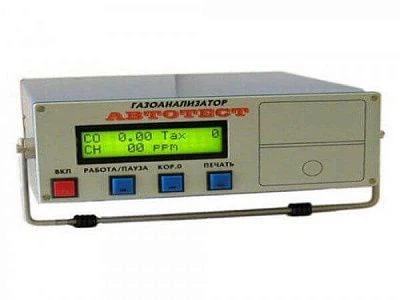 ГАЗОАНАЛИЗАТОР
АВТОТЕСТ
CO 0.00 Tax 0
CH 00 PPM
ВКЛ РАБОТА/ПАУЗА КОР.0 ПЕЧАТЬ